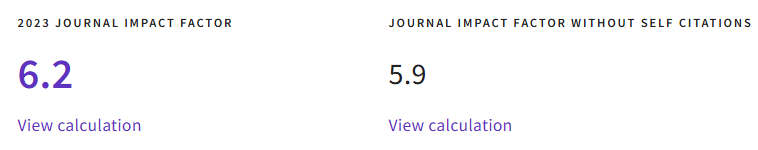 2023 JOURNAL IMPACT FACTOR
6.2
View calculation
JOURNAL IMPACT FACTOR WITHOUT SELF CITATIONS
5.9
View calculation